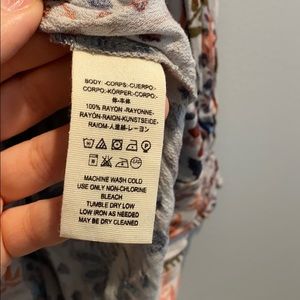 BODY -CORPS-CUERPO-
CORPO-KÖRPER-CORPO-
100% RAYON -RAYONNE-
RAYÓN-RAION-KUNSTSEIDE-
MACHINE WASH COLD
USE ONLY NON-CHLORINE
BLEACH
TUMBLE DRY LOW
LOW IRON AS NEEDED
MAY BE DRY CLEANED